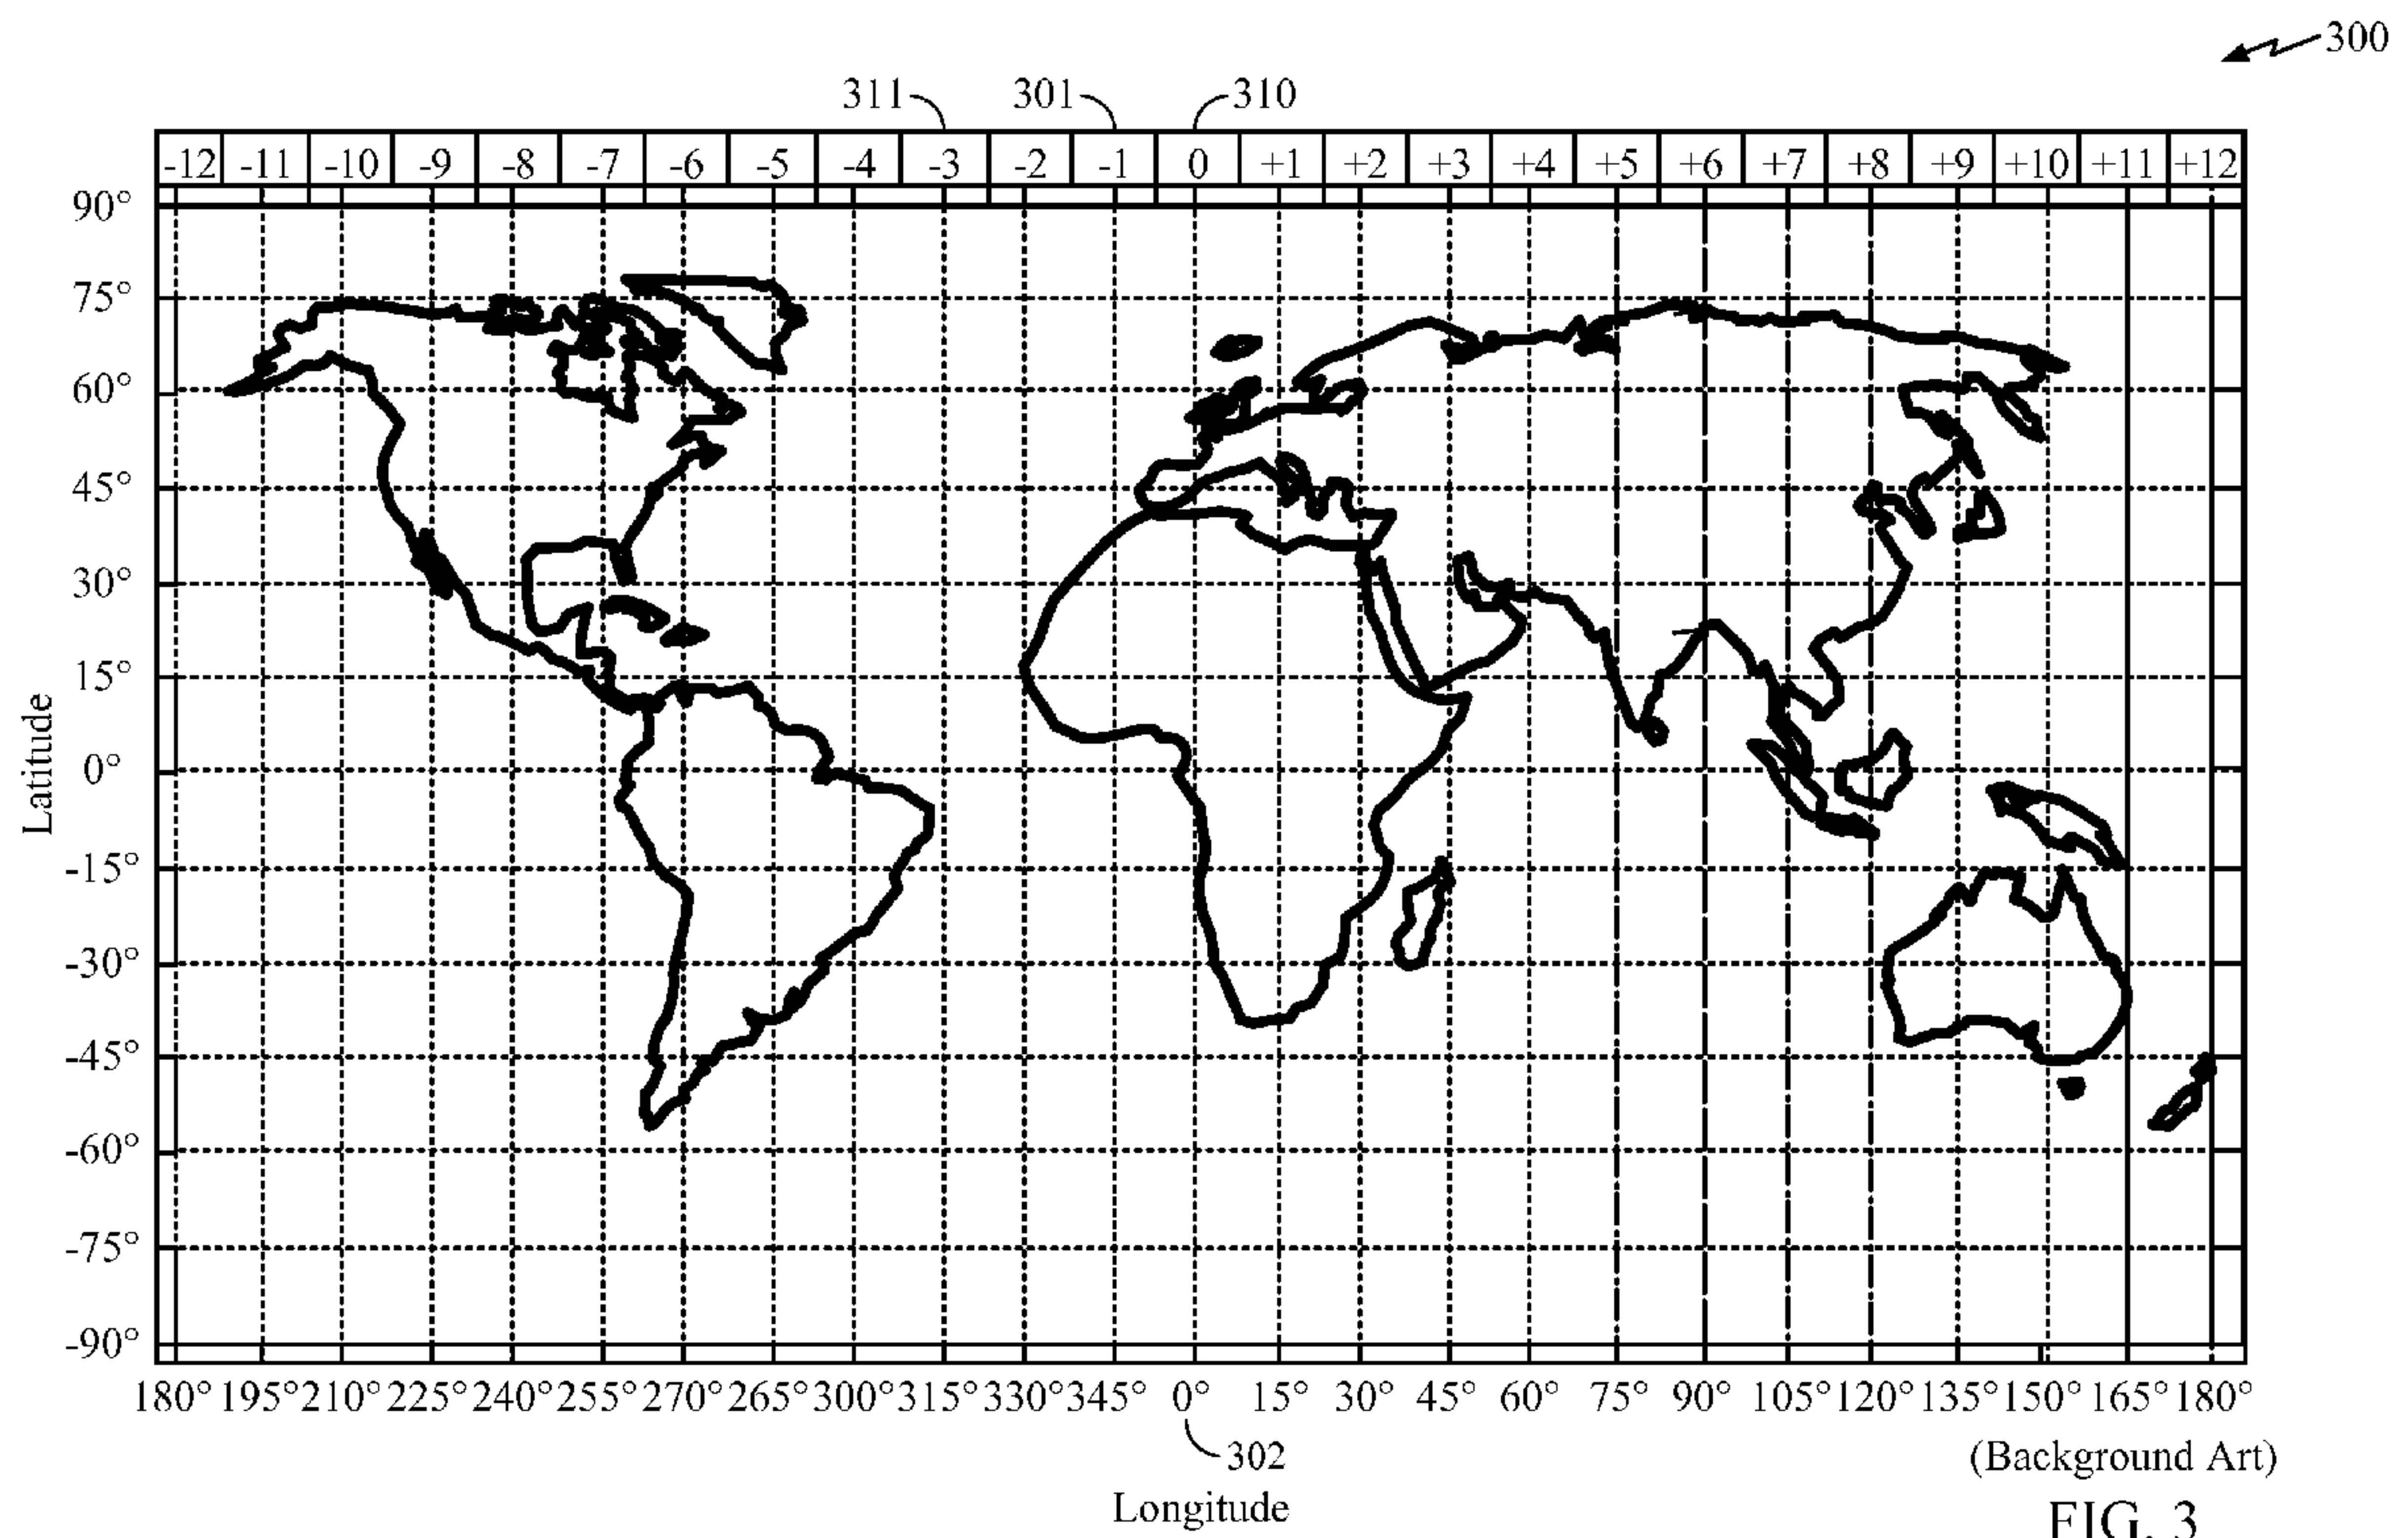 300
311 301 310
-12 -11 -10 -9 -8 -7 -6 -5 -4 -3 -2 -1 0 +1 +2 +3 +4 +5 +6 +7 +8 +9 +10 +11 +12
90°
75°
60°
45°
30°
15°
0°
-15°
-30°
-45°
-60°
-75°
-90°
Latitude
180° 195° 210° 225° 240° 255° 270° 265° 300° 315° 330° 345° 0° 15° 30° 45° 60° 75° 90° 105° 120° 135° 150° 165° 180°
302
Longitude
(Background Art)
FIG. 3